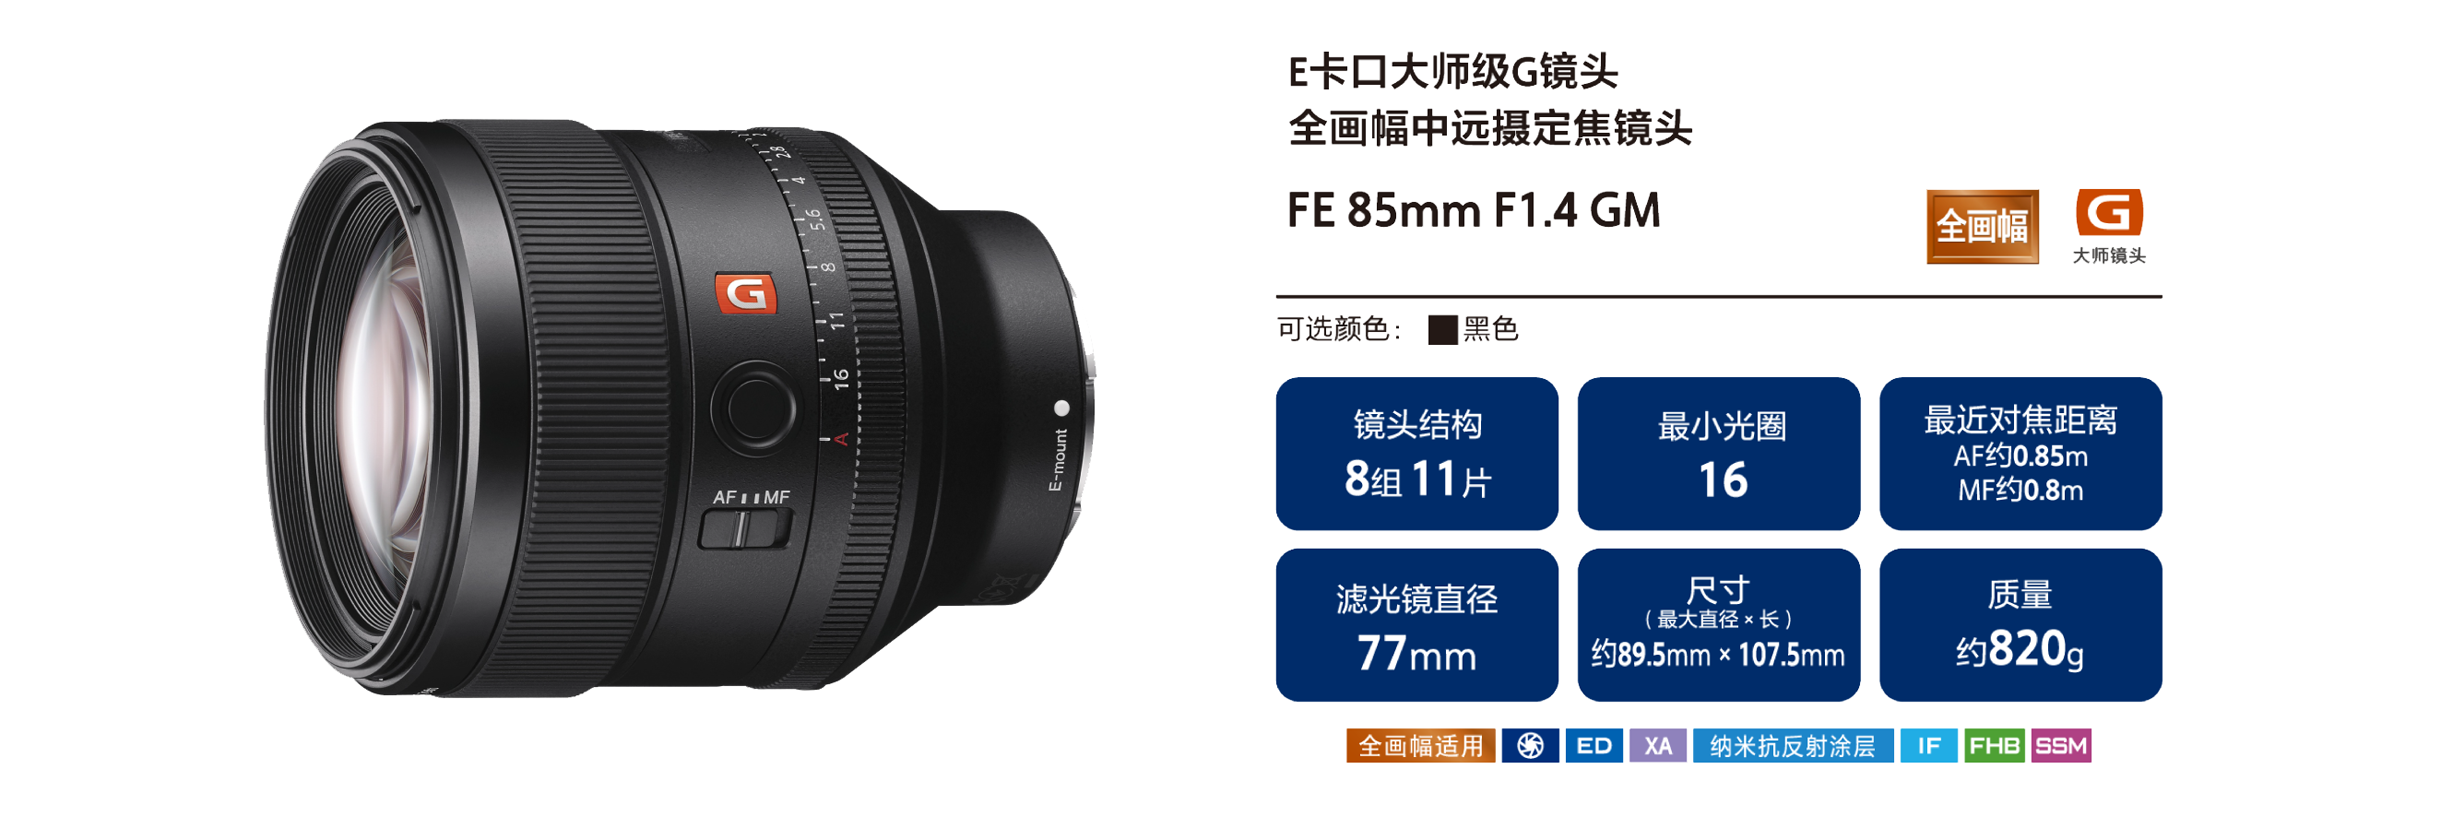 E卡口大师级G镜头
全画幅中远摄定焦镜头
FE 85mm F1.4 GM
全画幅
G
大师镜头
可选颜色： 黑色
镜头结构
8组 11片
最小光圈
16
最近对焦距离
AF约0.85m
MF约0.8m
滤光镜直径
77mm
尺寸
（最大直径×长）
约89.5mm × 107.5mm
质量
约820g
全画幅适用 ED XA 纳米抗反射涂层 IF FHB SSM
2
2.8
4
5.6
8
11
16
A
G
AF MF
E-mount